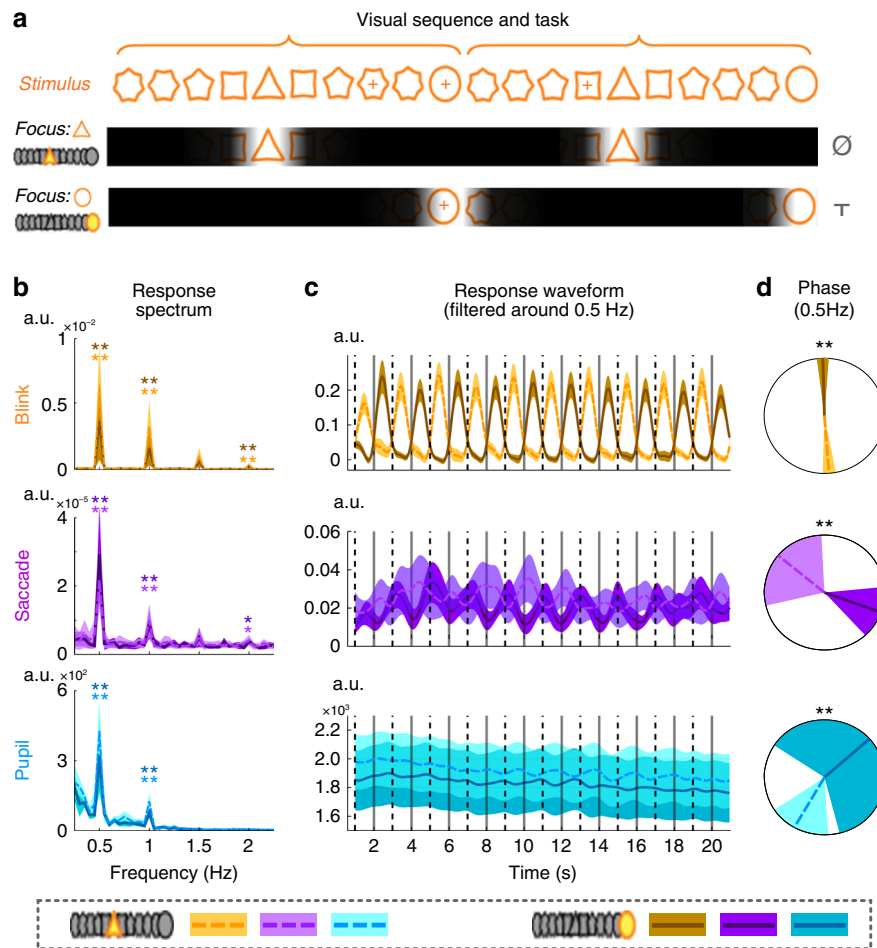 a
Visual sequence and task
Stimulus
+ + +
Focus: △
Ø
Focus: ○
+
b
Response
spectrum
c
Response waveform
(filtered around 0.5 Hz)
d
Phase
(0.5Hz)
a.u.
×10⁻²
Blink
1
0.5
0
**
**
**
**
**
**
a.u.
0.2
0.1
0
**
a.u.
×10⁻⁵
Saccade
4
2
0
**
**
**
**
*
*
a.u.
0.06
0.04
0.02
0
**
a.u.
×10²
Pupil
6
3
0
**
**
**
**
0.5 1 2
Frequency (Hz)
a.u.
×10³
2.2
2.0
1.8
1.6
2 4 6 8 10 12 14 16 18 20
Time (s)
**